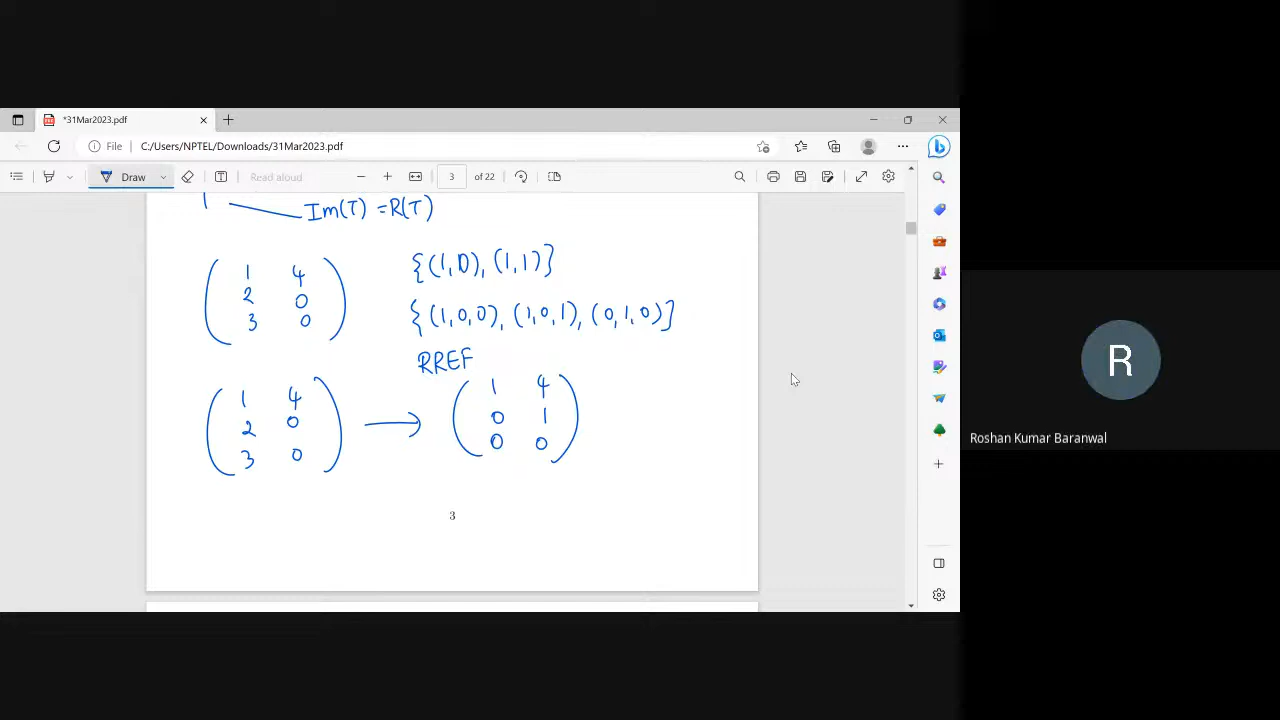 *31Mar2023.pdf
File C:/Users/NPTEL/Downloads/31Mar2023.pdf
Draw Read aloud 3 of 22
Im(T) = R(T)
( 1 4
2 0
3 0 )
{(1,0), (1,1)}
{(1,0,0), (1,0,1), (0,1,0)}
RREF
( 1 4
2 0
3 0 ) → ( 1 4
0 1
0 0 )
3
R
Roshan Kumar Baranwal